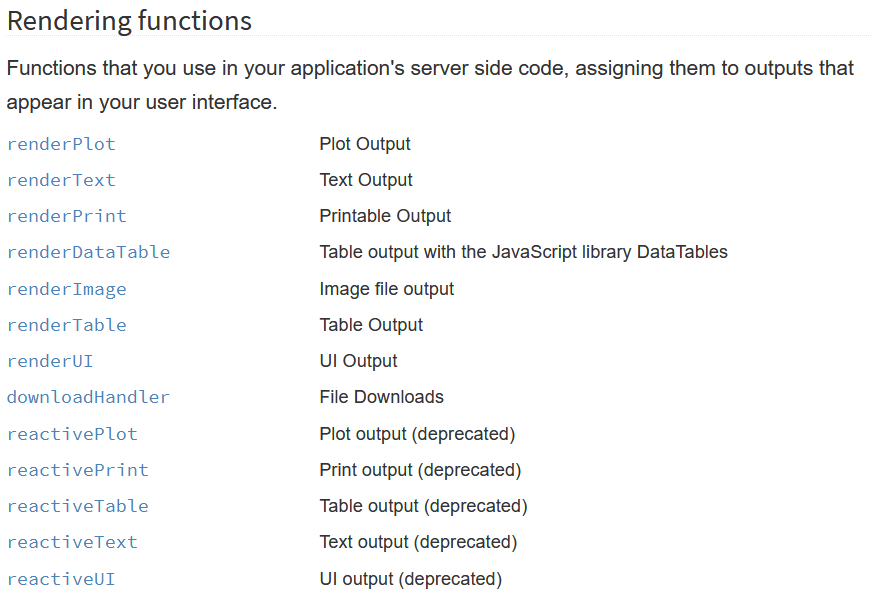 Rendering functions
Functions that you use in your application's server side code, assigning them to outputs that
appear in your user interface.
renderPlot Plot Output
renderText Text Output
renderPrint Printable Output
renderDataTable Table output with the JavaScript library DataTables
renderImage Image file output
renderTable Table Output
renderUI UI Output
downloadHandler File Downloads
reactivePlot Plot output (deprecated)
reactivePrint Print output (deprecated)
reactiveTable Table output (deprecated)
reactiveText Text output (deprecated)
reactiveUI UI output (deprecated)